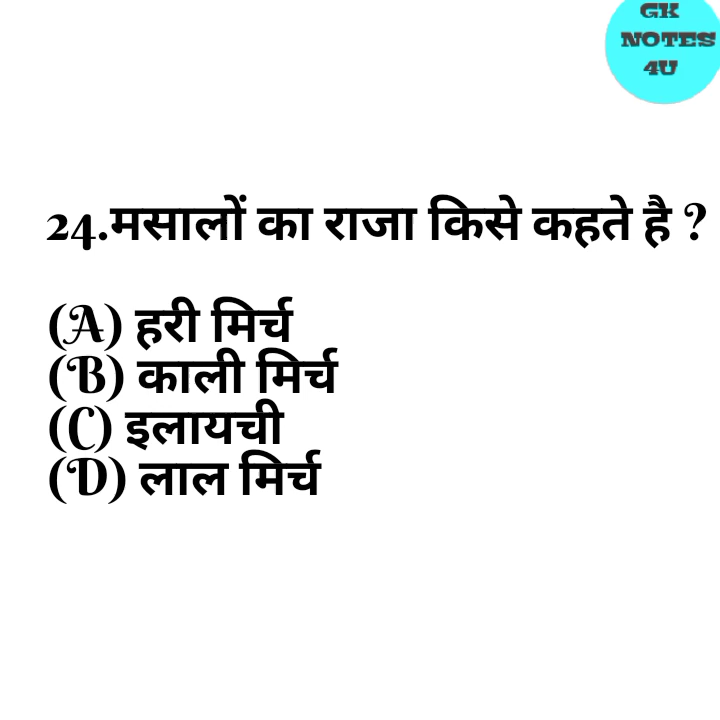 GK
NOTES
4U
24.मसालों का राजा किसे कहते है ?
(A) हरी मिर्च
(B) काली मिर्च
(C) इलायची
(D) लाल मिर्च